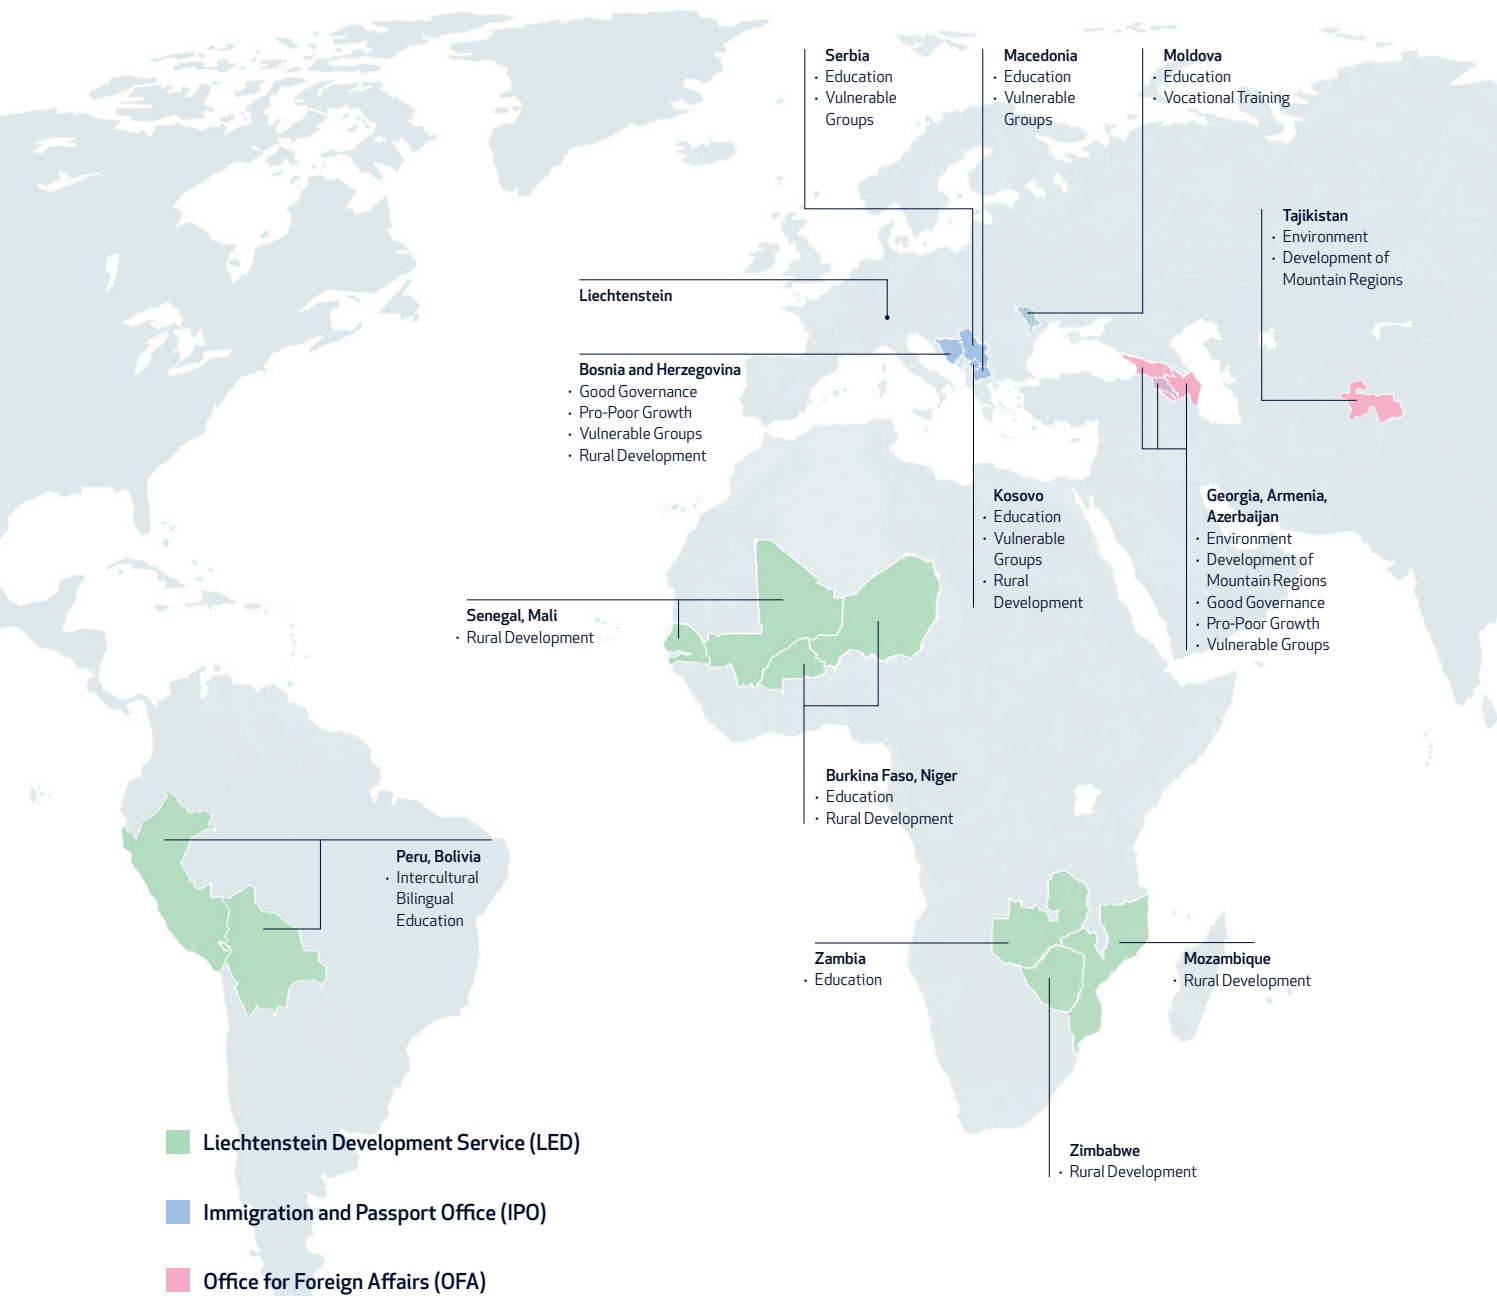 Serbia
· Education
· Vulnerable
Groups
Macedonia
· Education
· Vulnerable
Groups
Moldova
· Education
· Vocational Training
Tajikistan
· Environment
· Development of
Mountain Regions
Liechtenstein
Bosnia and Herzegovina
· Good Governance
· Pro-Poor Growth
· Vulnerable Groups
· Rural Development
Kosovo
· Education
· Vulnerable
Groups
· Rural
Development
Georgia, Armenia,
Azerbaijan
· Environment
· Development of
Mountain Regions
· Good Governance
· Pro-Poor Growth
· Vulnerable Groups
Senegal, Mali
· Rural Development
Burkina Faso, Niger
· Education
· Rural Development
Peru, Bolivia
· Intercultural
Bilingual
Education
Zambia
· Education
Mozambique
· Rural Development
Zimbabwe
· Rural Development
Liechtenstein Development Service (LED)
Immigration and Passport Office (IPO)
Office for Foreign Affairs (OFA)